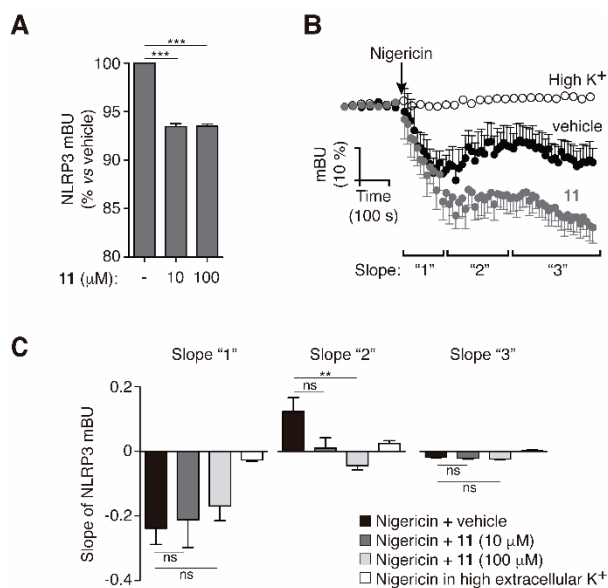 A
***
***
NLRP3 mBU
(% vs vehicle)
100
95
90
85
80
11 (μM): - 10 100
B
Nigericin
High K+
vehicle
11
mBU
(10 %)
Time
(100 s)
Slope: "1" "2" "3"
C
Slope "1" Slope "2" Slope "3"
Slope of NLRP3 mBU
0.2
0
-0.2
-0.4
**
ns
ns
ns
ns
ns
Nigericin + vehicle
Nigericin + 11 (10 μM)
Nigericin + 11 (100 μM)
Nigericin in high extracellular K+